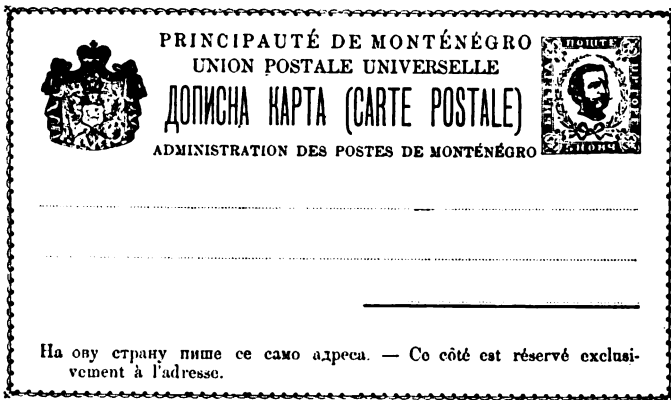 PRINCIPAUTÉ DE MONTÉNÉGRO
UNION POSTALE UNIVERSELLE
ДОПИСНА КАРТА (CARTE POSTALE)
ADMINISTRATION DES POSTES DE MONTÉNÉGRO
На ову страну пише се само адреса. — Ce côté est réservé exclusi-
vement à l'adresse.